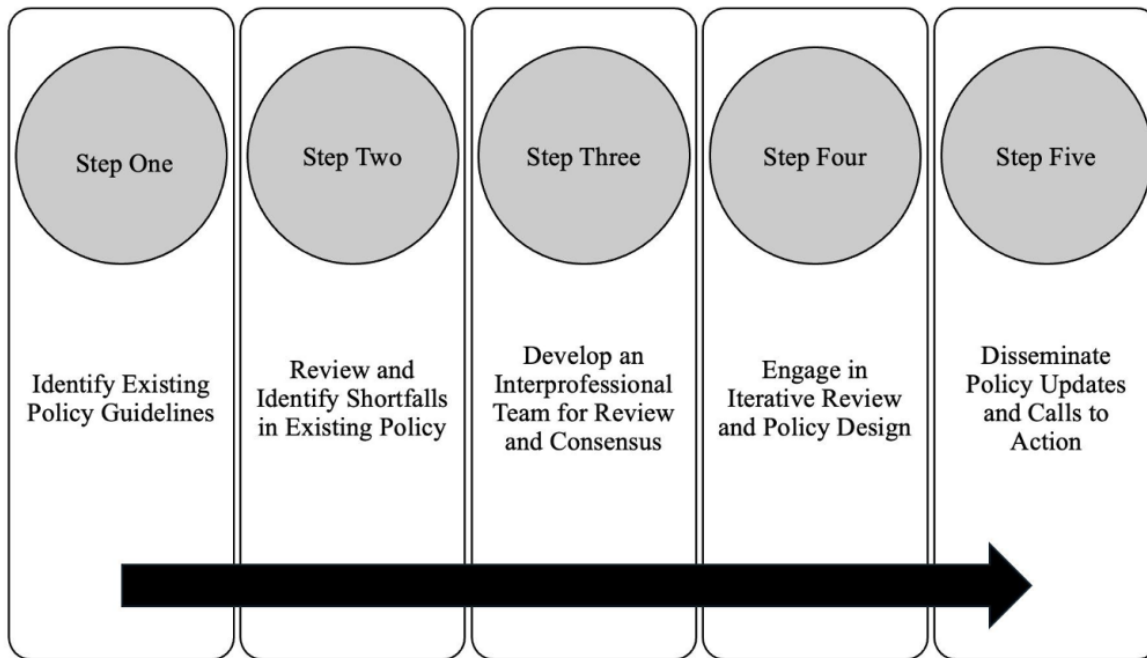 Step One
Step Two
Step Three
Step Four
Step Five
Identify Existing
Policy Guidelines
Review and
Identify Shortfalls
in Existing Policy
Develop an
Interprofessional
Team for Review
and Consensus
Engage in
Iterative Review
and Policy Design
Disseminate
Policy Updates
and Calls to
Action